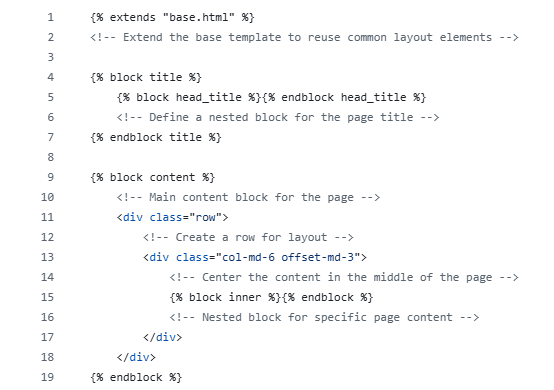 1 {% extends "base.html" %}
2 <!-- Extend the base template to reuse common layout elements -->
3
4 {% block title %}
5     {% block head_title %}{% endblock head_title %}
6     <!-- Define a nested block for the page title -->
7 {% endblock title %}
8
9 {% block content %}
10     <!-- Main content block for the page -->
11     <div class="row">
12         <!-- Create a row for layout -->
13         <div class="col-md-6 offset-md-3">
14             <!-- Center the content in the middle of the page -->
15             {% block inner %}{% endblock %}
16             <!-- Nested block for specific page content -->
17         </div>
18     </div>
19 {% endblock %}